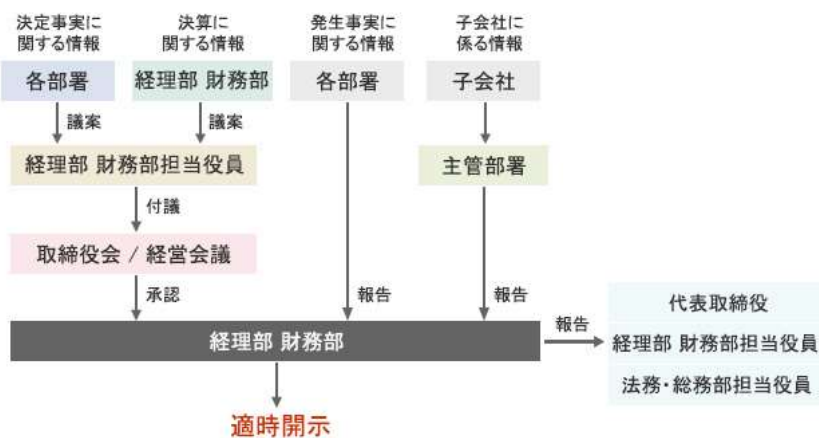 決定事実に
関する情報
決算に
関する情報
発生事実に
関する情報
子会社に
係る情報
各部署
経理部 財務部
各部署
子会社
議案
議案
経理部 財務部担当役員
主管部署
付議
取締役会 / 経営会議
承認
報告
報告
経理部 財務部
報告
代表取締役
経理部 財務部担当役員
法務・総務部担当役員
適時開示